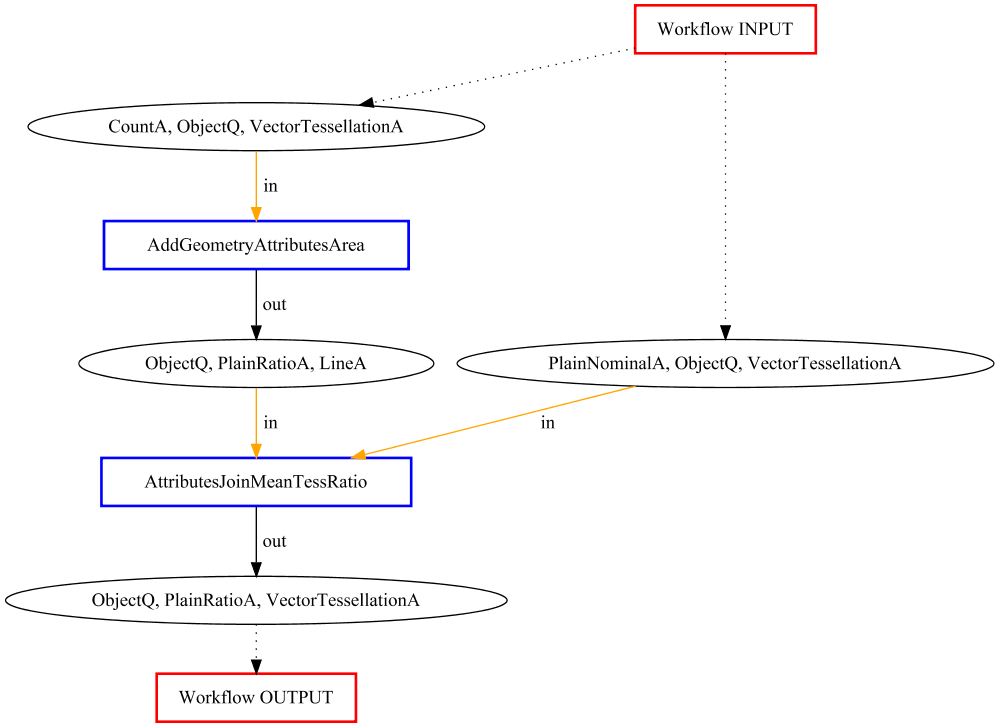 Workflow INPUT
CountA, ObjectQ, VectorTessellationA
in
AddGeometryAttributesArea
out
ObjectQ, PlainRatioA, LineA
PlainNominalA, ObjectQ, VectorTessellationA
in
in
AttributesJoinMeanTessRatio
out
ObjectQ, PlainRatioA, VectorTessellationA
Workflow OUTPUT